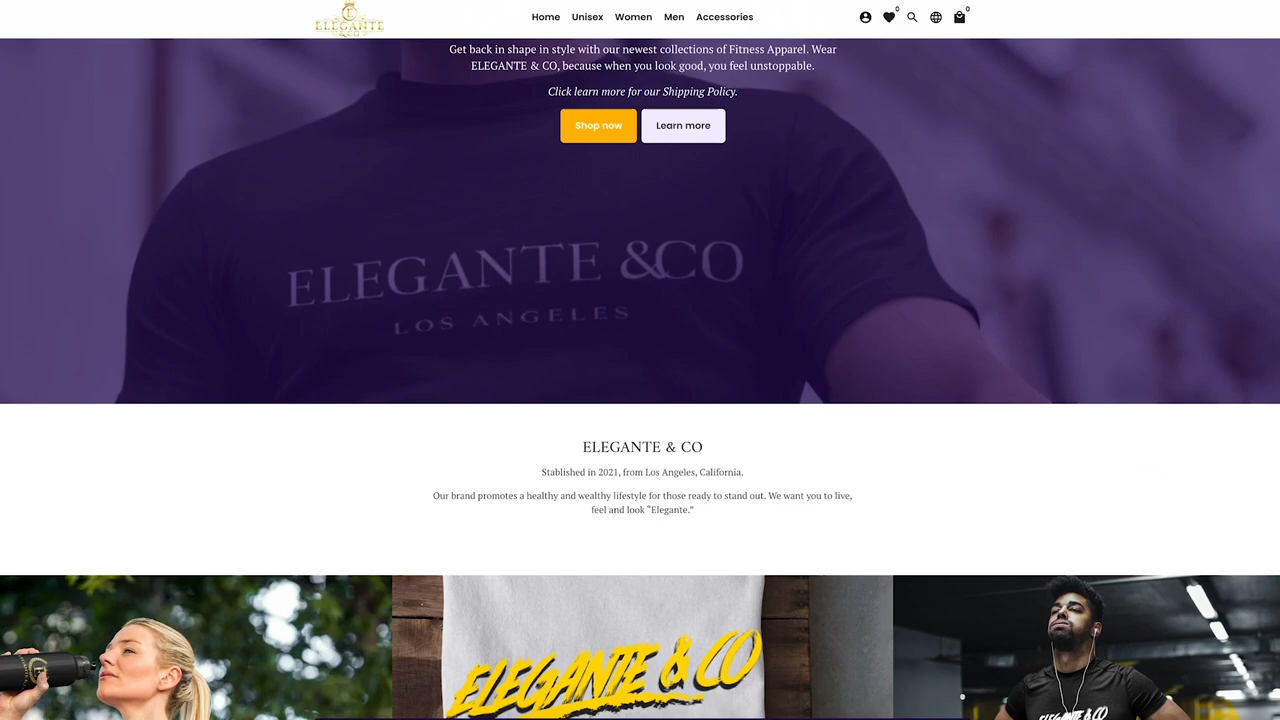 ELEGANTE
&CO
Home Unisex Women Men Accessories
0
0
Get back in shape in style with our newest collections of Fitness Apparel. Wear
ELEGANTE & CO, because when you look good, you feel unstoppable.
Click learn more for our Shipping Policy.
Shop now Learn more
ELEGANTE &CO
LOS ANGELES
ELEGANTE & CO
Stablished in 2021, from Los Angeles, California.
Our brand promotes a healthy and wealthy lifestyle for those ready to stand out. We want you to live,
feel and look “Elegante.”
ELEGANTE & CO
ELEGANTE & CO